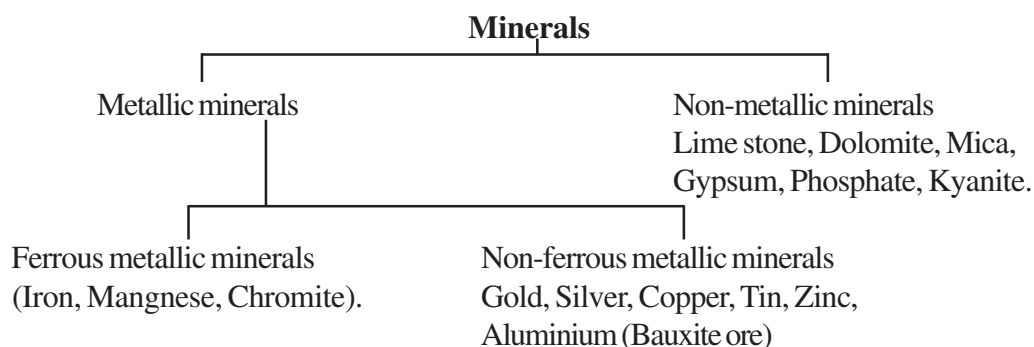 Minerals
Metallic minerals
Non-metallic minerals
Lime stone, Dolomite, Mica,
Gypsum, Phosphate, Kyanite.
Ferrous metallic minerals
(Iron, Mangnese, Chromite).
Non-ferrous metallic minerals
Gold, Silver, Copper, Tin, Zinc,
Aluminium (Bauxite ore)